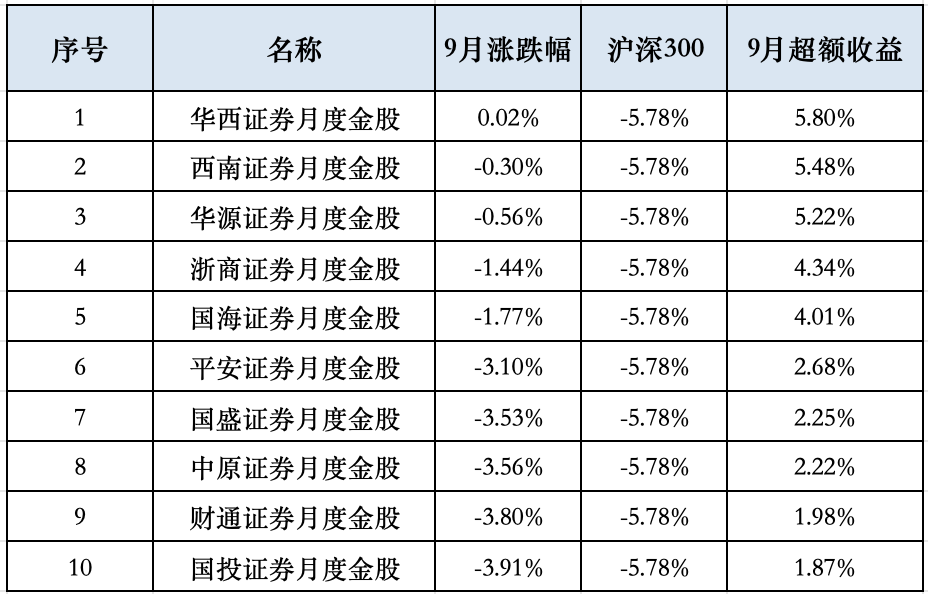 序号 名称 9月涨跌幅 沪深300 9月超额收益
1 华西证券月度金股 0.02% -5.78% 5.80%
2 西南证券月度金股 -0.30% -5.78% 5.48%
3 华源证券月度金股 -0.56% -5.78% 5.22%
4 浙商证券月度金股 -1.44% -5.78% 4.34%
5 国海证券月度金股 -1.77% -5.78% 4.01%
6 平安证券月度金股 -3.10% -5.78% 2.68%
7 国盛证券月度金股 -3.53% -5.78% 2.25%
8 中原证券月度金股 -3.56% -5.78% 2.22%
9 财通证券月度金股 -3.80% -5.78% 1.98%
10 国投证券月度金股 -3.91% -5.78% 1.87%